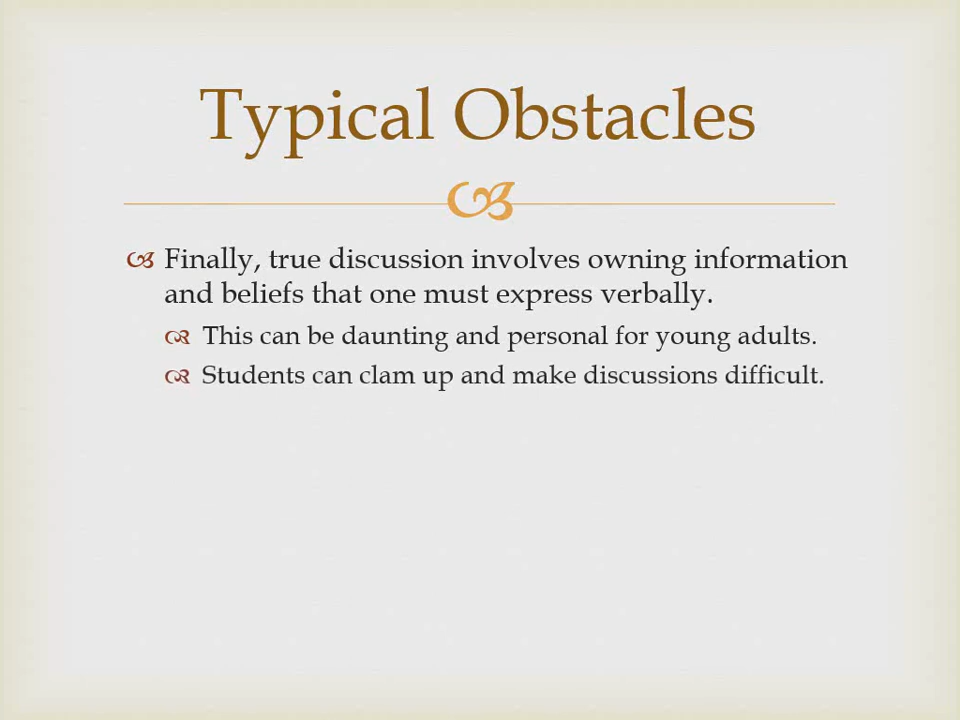 Typical Obstacles
Finally, true discussion involves owning information
and beliefs that one must express verbally.
This can be daunting and personal for young adults.
Students can clam up and make discussions difficult.